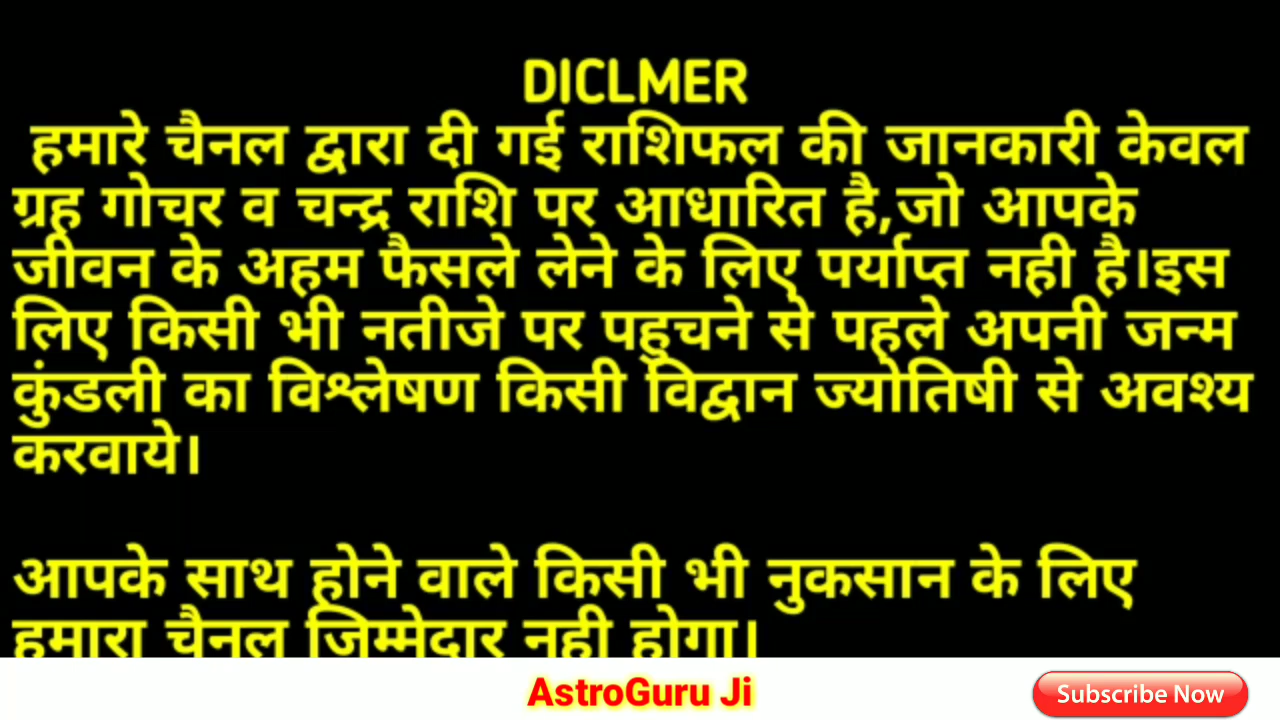 DICLMER
हमारे चैनल द्वारा दी गई राशिफल की जानकारी केवल
ग्रह गोचर व चन्द्र राशि पर आधारित है,जो आपके
जीवन के अहम फैसले लेने के लिए पर्याप्त नही है।इस
लिए किसी भी नतीजे पर पहुचने से पहले अपनी जन्म
कुंडली का विश्लेषण किसी विद्वान ज्योतिषी से अवश्य
करवाये।
आपके साथ होने वाले किसी भी नुकसान के लिए
हमारा चैनल जिम्मेदार नही होगा।
AstroGuru Ji
Subscribe Now